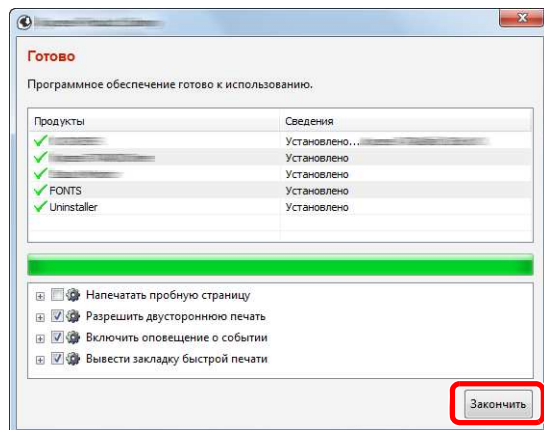 Готово
Программное обеспечение готово к использованию.
Продукты Сведения
Установлено...
Установлено
Установлено
FONTS Установлено
Uninstaller Установлено
Напечатать пробную страницу
Разрешить двустороннюю печать
Включить оповещение о событии
Вывести закладку быстрой печати
Закончить